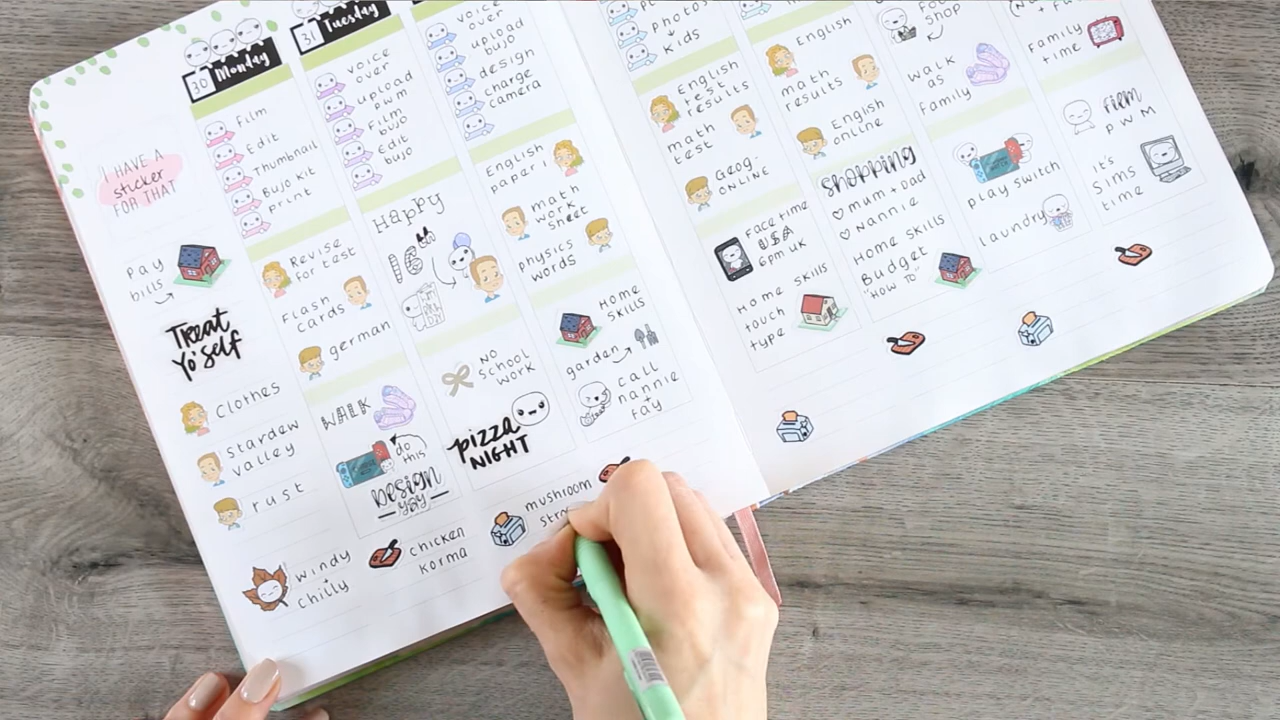 I HAVE A
sticker
FOR THAT
pay
bills
Treat
Yo'self
Clothes
stardew
valley
rust
windy
+
chilly
30
Monday
Film
Edit
Thumbnail
Bujo +
print
Revise
for test
Flash
cards
german
WALK
do
this
Design
yay
chicken
korma
31
Tuesday
voice
over
upload
pwm
Film
bujo
Edit
bujo
Happy
16th
NO
SCHOOL
WORK
pizza
NIGHT
mushroom
voice
over
upload
bujo
design
charge
camera
English
paper 1
math
work
sheet
physics
words
HOME
SKILLS
garden
call
nannie
+
fay
photos
kids
English
test
results
math
test
Geog.
ONLINE
Face time
USA
6pm UK
HOME SKILLS
touch
type
English
math
results
English
online
Shopping
mum + Dad
Nannie
Home Skills
Budget
"HOW TO"
SHOP
WALK
as
family
play switch
laundry
Family
time
Film
PWM
it's
Sims
time